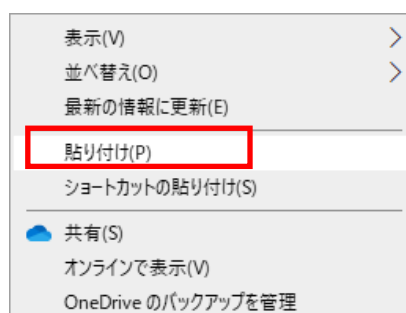 表示(V)
並べ替え(O)
最新の情報に更新(E)
貼り付け(P)
ショートカットの貼り付け(S)
共有(S)
オンラインで表示(V)
OneDrive のバックアップを管理